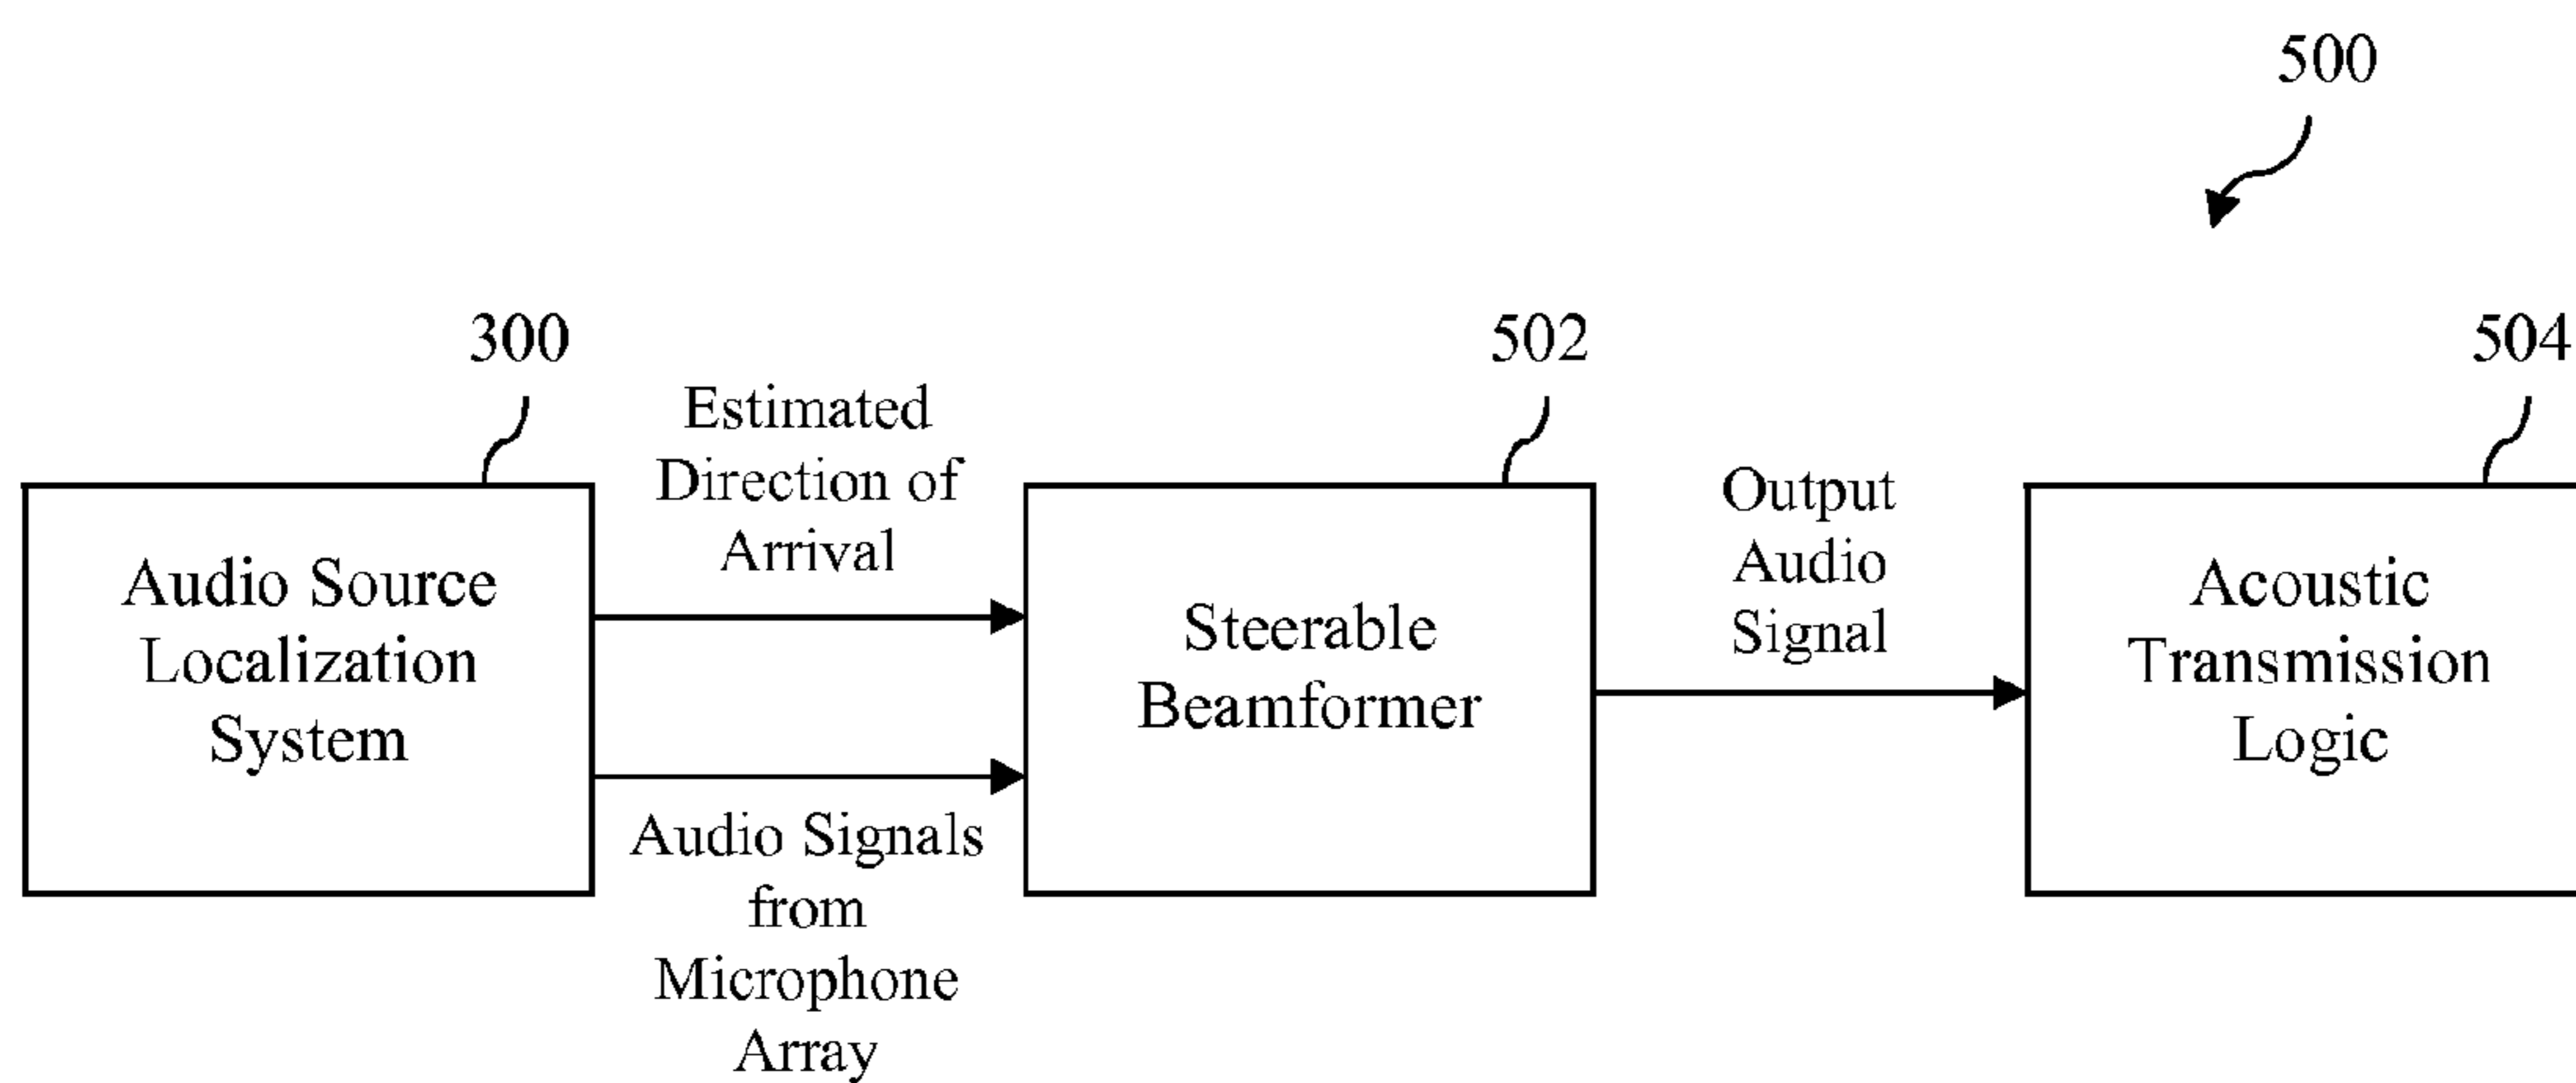 500
300
502
504
Estimated
Direction of
Arrival
Audio Source
Localization
System
Audio Signals
from
Microphone
Array
Steerable
Beamformer
Output
Audio
Signal
Acoustic
Transmission
Logic